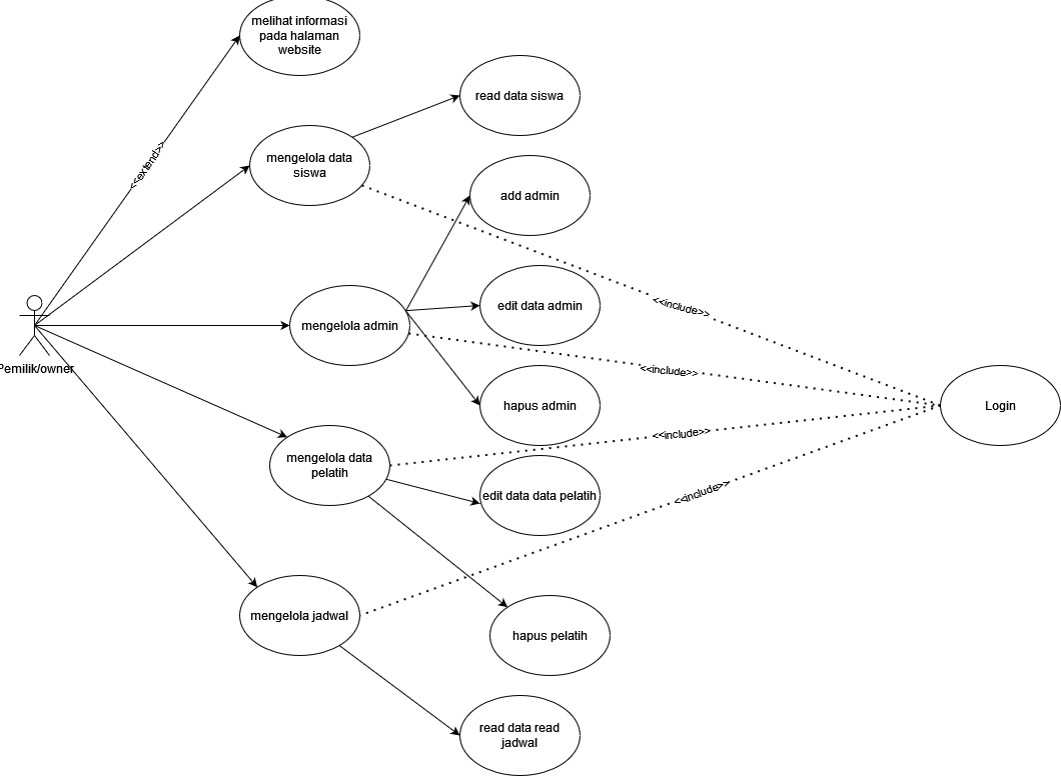 melihat informasi
pada halaman
website
<<extend>>
read data siswa
mengelola data
siswa
add admin
<<include>>
edit data admin
mengelola admin
<<include>>
Pemilik/owner
hapus admin
Login
<<include>>
mengelola data
pelatih
edit data data pelatih
<<include>>
mengelola jadwal
hapus pelatih
read data read
jadwal